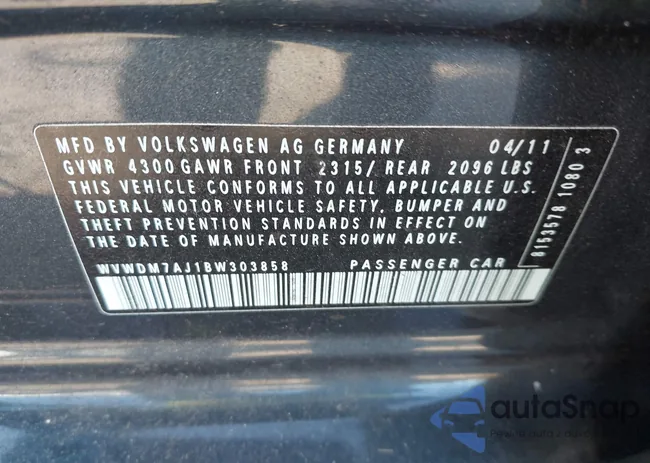 MFD BY VOLKSWAGEN AG GERMANY 04/11
GVWR 4300 GAWR FRONT 2315/ REAR 2096 LBS
THIS VEHICLE CONFORMS TO ALL APPLICABLE U.S.
FEDERAL MOTOR VEHICLE SAFETY, BUMPER AND
THEFT PREVENTION STANDARDS IN EFFECT ON
THE DATE OF MANUFACTURE SHOWN ABOVE.
WVWDM7AJ1BW303858 PASSENGER CAR
8153578 1080 3
autaSnap